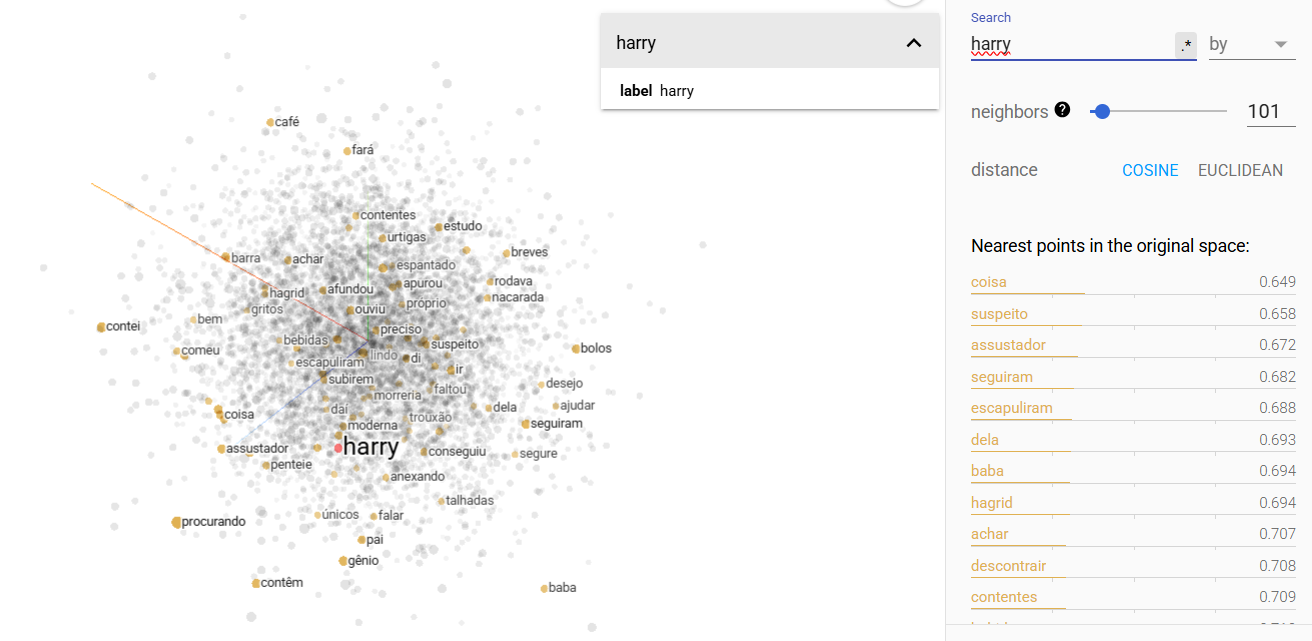 harry
label harry
café
fará
contentes
estudo
urtigas
breves
barra
achar
espantado
apurou
rodava
hagrid
afundou
nacarada
gritos
ouviu
próprio
bem
contei
preciso
bebidas
suspeito
comeu
lindo
di
bolos
escapuliram
ir
subirem
desejo
faltou
morreria
dela
ajudar
daí
coisa
trouxão
moderna
seguiram
assustador
harry
conseguiu
segure
penteie
anexando
talhadas
únicos
falar
procurando
pai
gênio
contêm
baba
Search
harry
.*
by
neighbors ?
101
distance
COSINE
EUCLIDEAN
Nearest points in the original space:
coisa 0.649
suspeito 0.658
assustador 0.672
seguiram 0.682
escapuliram 0.688
dela 0.693
baba 0.694
hagrid 0.694
achar 0.707
descontrair 0.708
contentes 0.709